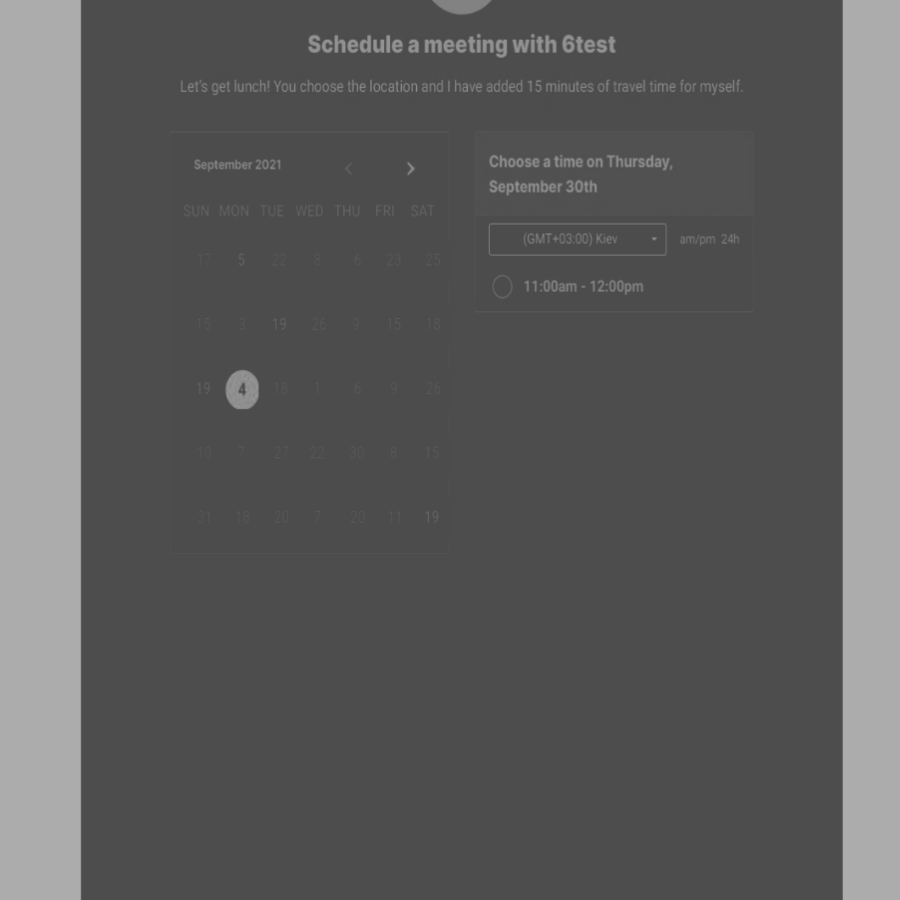 Schedule a meeting with 6test
Let's get lunch! You choose the location and I have added 15 minutes of travel time for myself.
September 2021
SUN MON TUE WED THU FRI SAT
17 5 22 8 6 23 25
15 3 19 26 9 15 18
19 4 18 1 6 9 26
10 7 27 22 30 8 15
31 19 20 7 20 11 19
Choose a time on Thursday,
September 30th
(GMT+03:00) Kiev am/pm 24h
11:00am - 12:00pm